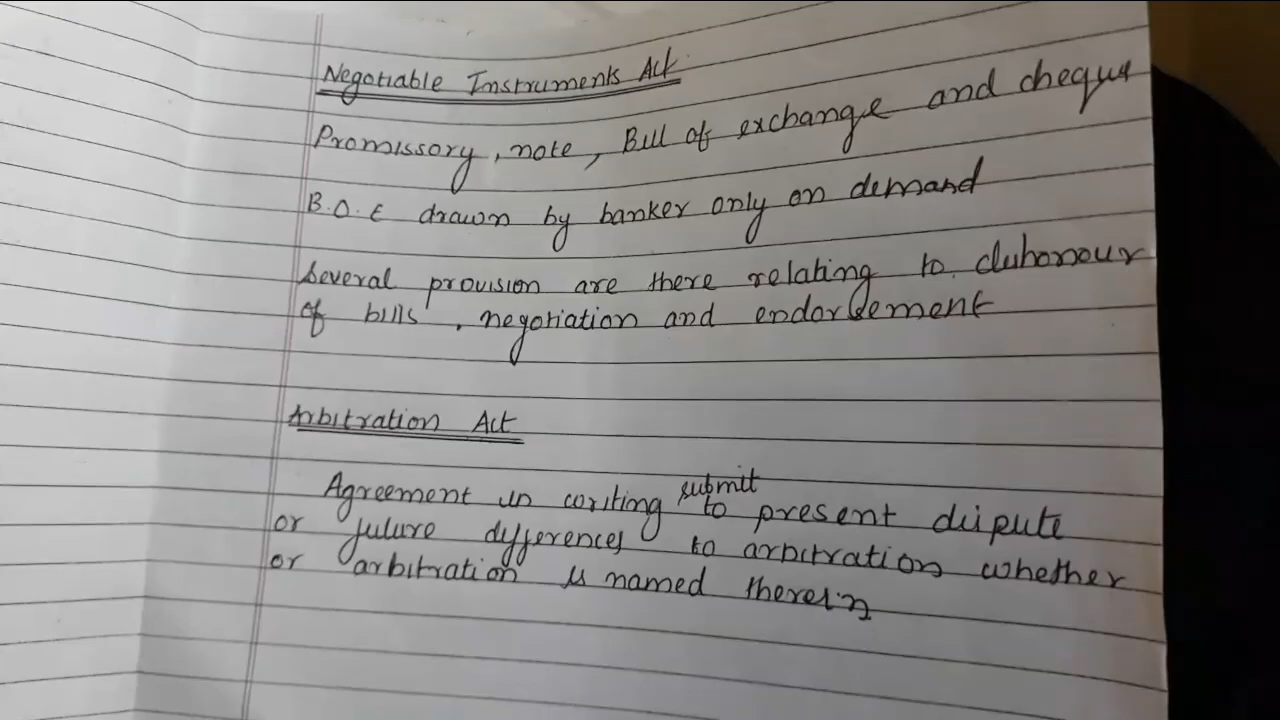 Negotiable Instruments Act
Promissory, note, Bill of exchange and cheque
B.O.E drawn by banker only on demand
Several provision are there relating to dishonour
of bills, negotiation and endorsement
Arbitration Act
Agreement in writing submit to present dispute
or future differences to arbitration whether
or arbitration is named therein